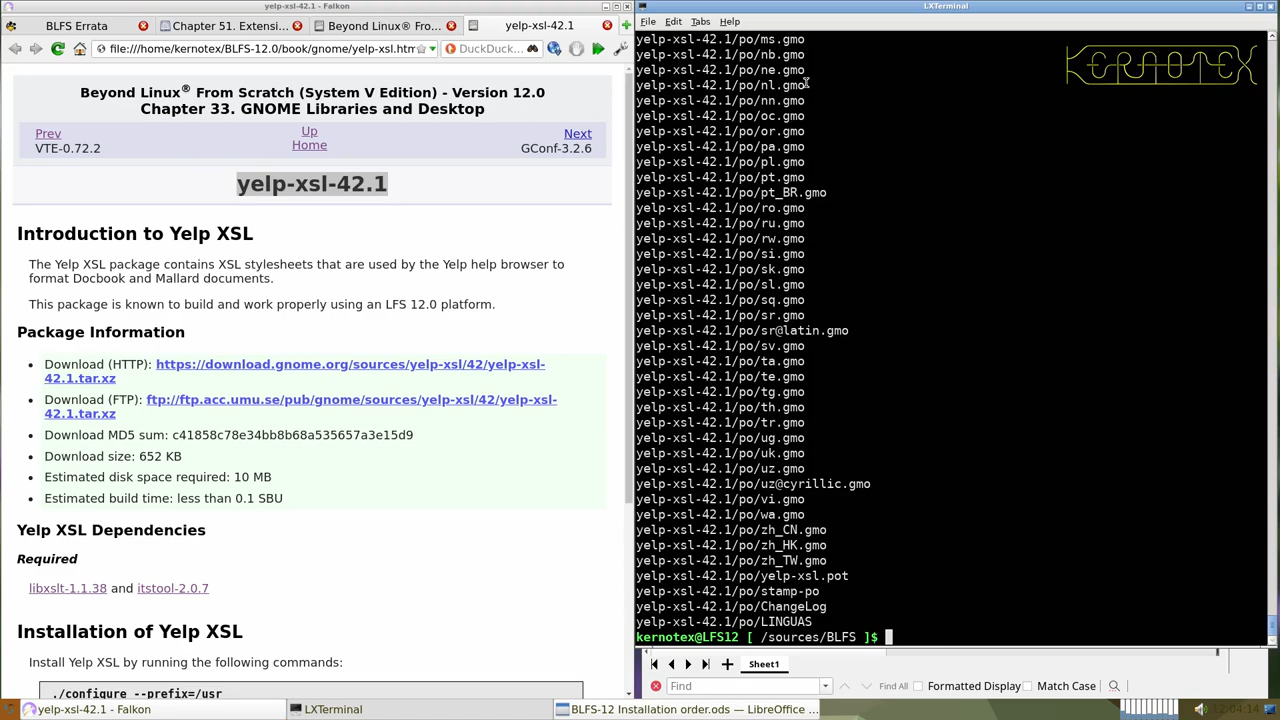 yelp-xsl-42.1 - Falkon
BLFS Errata
Chapter 51. Extensi...
Beyond Linux® Fro...
yelp-xsl-42.1
file:///home/kernotex/BLFS-12.0/book/gnome/yelp-xsl.htm
DuckDuc...
Beyond Linux® From Scratch (System V Edition) - Version 12.0
Chapter 33. GNOME Libraries and Desktop
Prev
Up
Next
VTE-0.72.2
Home
GConf-3.2.6
yelp-xsl-42.1
Introduction to Yelp XSL
The Yelp XSL package contains XSL stylesheets that are used by the Yelp help browser to
format Docbook and Mallard documents.
This package is known to build and work properly using an LFS 12.0 platform.
Package Information
• Download (HTTP): https://download.gnome.org/sources/yelp-xsl/42/yelp-xsl-
42.1.tar.xz
• Download (FTP): ftp://ftp.acc.umu.se/pub/gnome/sources/yelp-xsl/42/yelp-xsl-
42.1.tar.xz
• Download MD5 sum: c41858c78e34bb8b68a535657a3e15d9
• Download size: 652 KB
• Estimated disk space required: 10 MB
• Estimated build time: less than 0.1 SBU
Yelp XSL Dependencies
Required
libxslt-1.1.38 and itstool-2.0.7
Installation of Yelp XSL
Install Yelp XSL by running the following commands:
./configure --prefix=/usr
LXTerminal
File Edit Tabs Help
KERNOTEX
yelp-xsl-42.1/po/ms.gmo
yelp-xsl-42.1/po/nb.gmo
yelp-xsl-42.1/po/ne.gmo
yelp-xsl-42.1/po/nl.gmo
yelp-xsl-42.1/po/nn.gmo
yelp-xsl-42.1/po/oc.gmo
yelp-xsl-42.1/po/or.gmo
yelp-xsl-42.1/po/pa.gmo
yelp-xsl-42.1/po/pl.gmo
yelp-xsl-42.1/po/pt.gmo
yelp-xsl-42.1/po/pt_BR.gmo
yelp-xsl-42.1/po/ro.gmo
yelp-xsl-42.1/po/ru.gmo
yelp-xsl-42.1/po/rw.gmo
yelp-xsl-42.1/po/si.gmo
yelp-xsl-42.1/po/sk.gmo
yelp-xsl-42.1/po/sl.gmo
yelp-xsl-42.1/po/sq.gmo
yelp-xsl-42.1/po/sr.gmo
yelp-xsl-42.1/po/sr@latin.gmo
yelp-xsl-42.1/po/sv.gmo
yelp-xsl-42.1/po/ta.gmo
yelp-xsl-42.1/po/te.gmo
yelp-xsl-42.1/po/tg.gmo
yelp-xsl-42.1/po/th.gmo
yelp-xsl-42.1/po/tr.gmo
yelp-xsl-42.1/po/ug.gmo
yelp-xsl-42.1/po/uk.gmo
yelp-xsl-42.1/po/uz.gmo
yelp-xsl-42.1/po/uz@cyrillic.gmo
yelp-xsl-42.1/po/vi.gmo
yelp-xsl-42.1/po/wa.gmo
yelp-xsl-42.1/po/zh_CN.gmo
yelp-xsl-42.1/po/zh_HK.gmo
yelp-xsl-42.1/po/zh_TW.gmo
yelp-xsl-42.1/po/yelp-xsl.pot
yelp-xsl-42.1/po/stamp-po
yelp-xsl-42.1/po/ChangeLog
yelp-xsl-42.1/po/LINGUAS
kernotex@LFS12 [ /sources/BLFS ]$
Sheet1
Find
Find All
Formatted Display
Match Case
yelp-xsl-42.1 - Falkon
LXTerminal
BLFS-12 Installation order.ods — LibreOffice ...
12:04:14